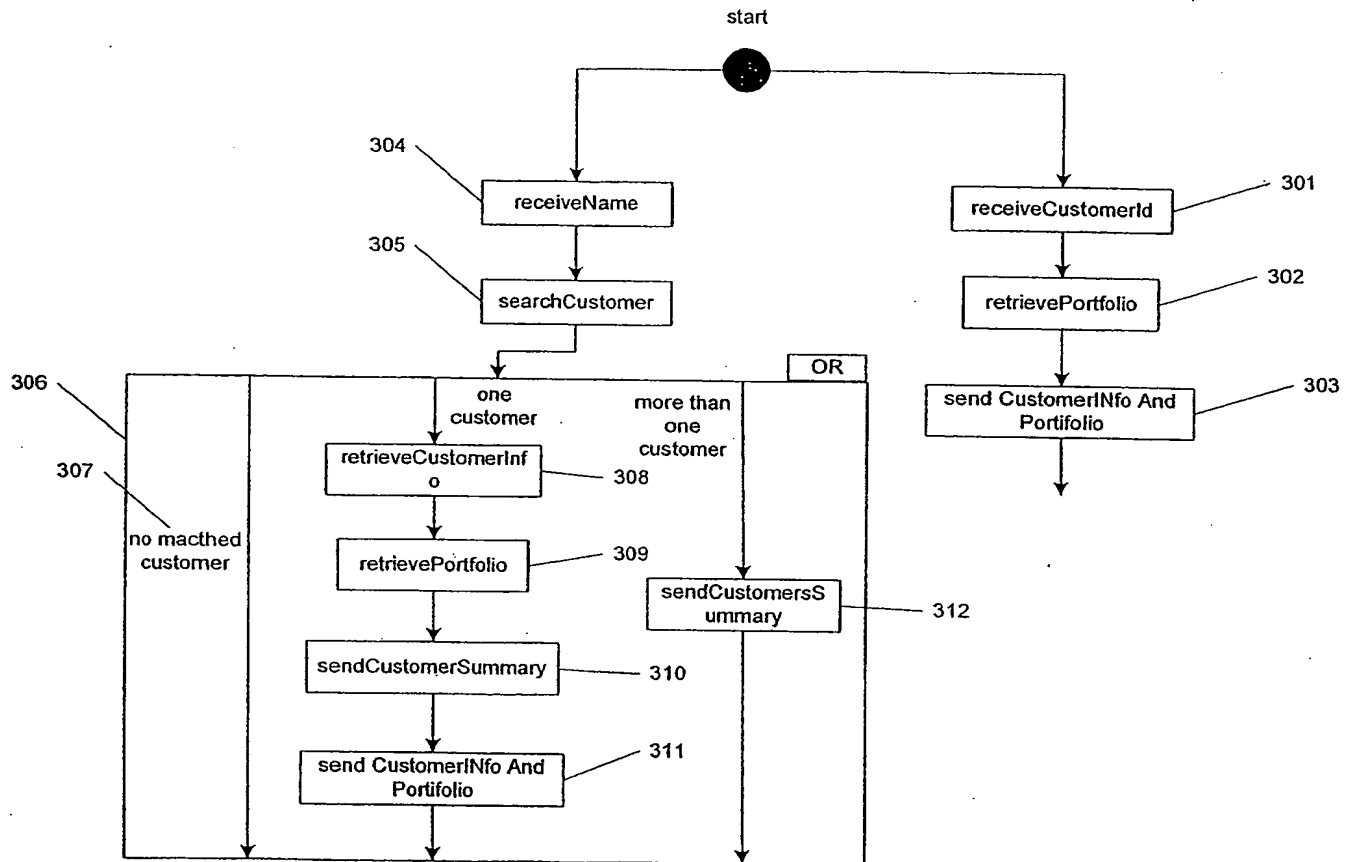 start
304
receiveName
301
receiveCustomerId
305
searchCustomer
302
retrievePortfolio
306
OR
303
send CustomerINfo And
Portifolio
one
customer
more than
one
customer
307
no macthed
customer
retrieveCustomerInf
o
308
retrievePortfolio
309
sendCustomersS
ummary
312
sendCustomerSummary
310
send CustomerINfo And
Portifolio
311